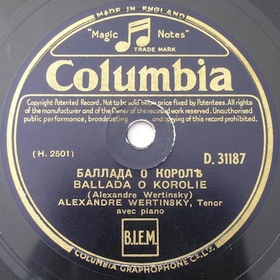 MADE IN ENGLAND
"Magic Notes"
TRADE MARK
Columbia
Copyright Patented Record. Not to be sold below price fixed by Patentees. All rights
of the manufacturer and of the owner of the recorded work reserved. Unauthorised
public performance, broadcasting and copying of this record prohibited.
(H. 2501)
D. 31187
БАЛЛАДА О КОРОЛѢ
BALLADA O KOROLIE
(Alexandre Wertinsky)
ALEXANDRE WERTINSKY, Tenor
avec piano
B.I.E.M.
COLUMBIA GRAPHOPHONE Co. LTD.